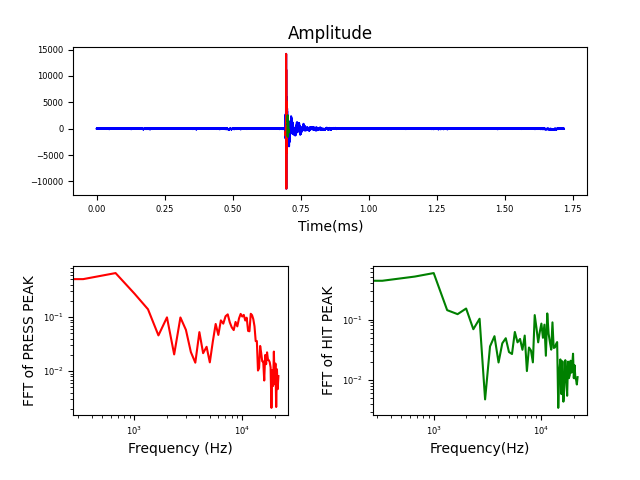 Amplitude
15000
10000
5000
0
−5000
−10000
0.00 0.25 0.50 0.75 1.00 1.25 1.50 1.75
Time(ms)
FFT of PRESS PEAK
10⁻¹
10⁻²
10³ 10⁴
Frequency (Hz)
FFT of HIT PEAK
10⁻¹
10⁻²
10³ 10⁴
Frequency(Hz)